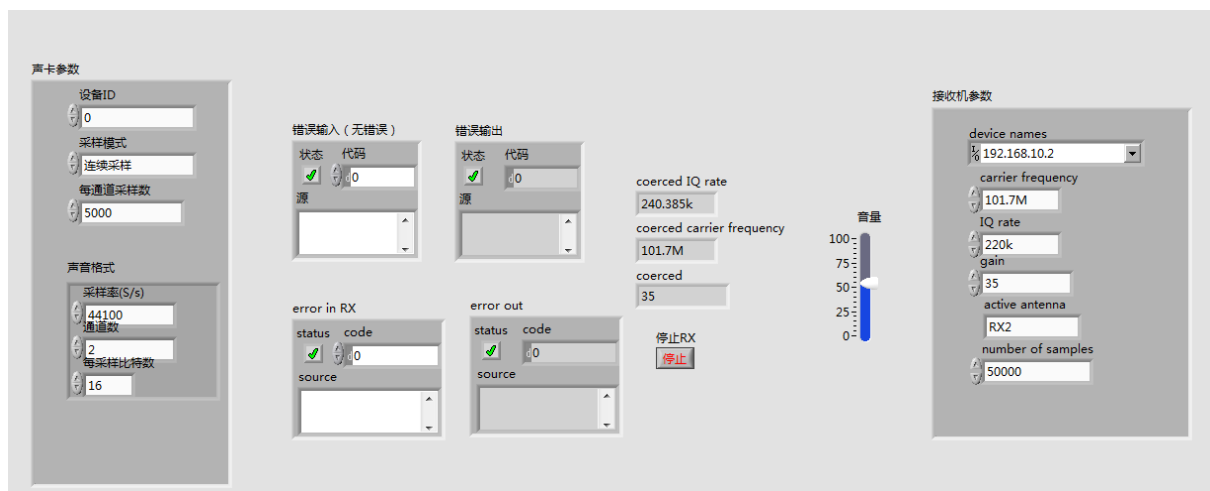 声卡参数
设备ID
0
采样模式
连续采样
每通道采样数
5000
声音格式
采样率(S/s)
44100
通道数
2
每采样比特数
16
错误输入（无错误）
状态 代码
d0
源
错误输出
状态 代码
d0
源
error in RX
status code
d0
source
error out
status code
d0
source
coerced IQ rate
240.385k
coerced carrier frequency
101.7M
coerced
35
停止RX
停止
音量
100
75
50
25
0
接收机参数
device names
I/0 192.168.10.2
carrier frequency
101.7M
IQ rate
220k
gain
35
active antenna
RX2
number of samples
50000